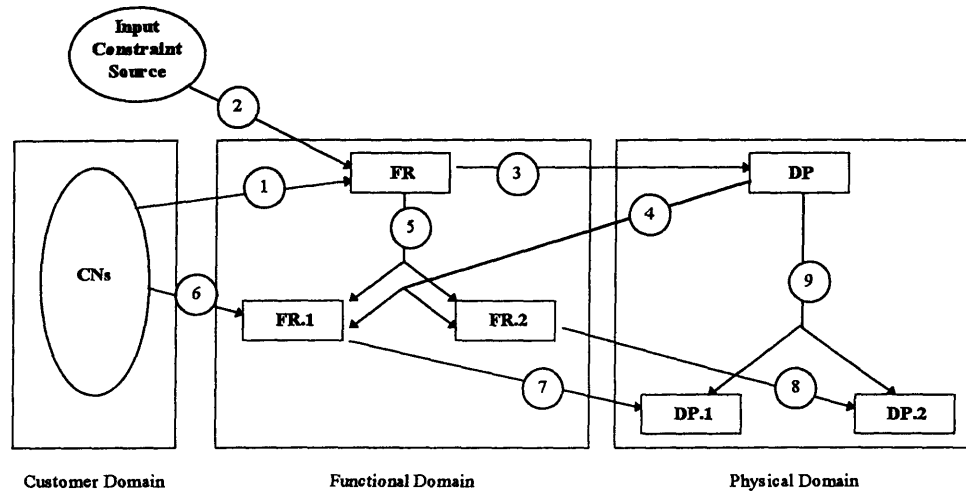 Input
Constraint
Source
2
FR
3
DP
1
4
5
CNs
9
6
FR.1
FR.2
7
8
DP.1
DP.2
Customer Domain
Functional Domain
Physical Domain